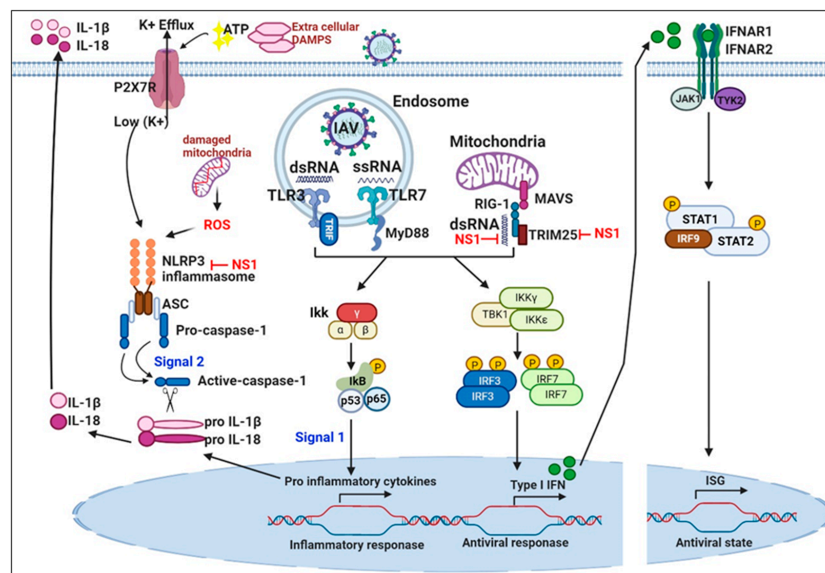 IL-1β
IL-18
K+ Efflux
ATP
Extra cellular
DAMPS
P2X7R
Low (K+)
damaged
mitochondria
ROS
NLRP3
inflammasome
NS1
ASC
Pro-caspase-1
Signal 2
Active-caspase-1
IL-1β
IL-18
pro IL-1β
pro IL-18
Endosome
IAV
dsRNA
ssRNA
TLR3
TLR7
TRIF
MyD88
Mitochondria
MAVS
RIG-1
dsRNA
NS1
TRIM25
NS1
Ikk
γ
α
β
P
IkB
p53
p65
Signal 1
IKKγ
TBK1
IKKε
P
P
P
P
IRF3
IRF3
IRF7
IRF7
Pro inflammatory cytokines
Type I IFN
Inflammatory response
Antiviral response
IFNAR1
IFNAR2
JAK1
TYK2
P
STAT1
P
IRF9
STAT2
ISG
Antiviral state